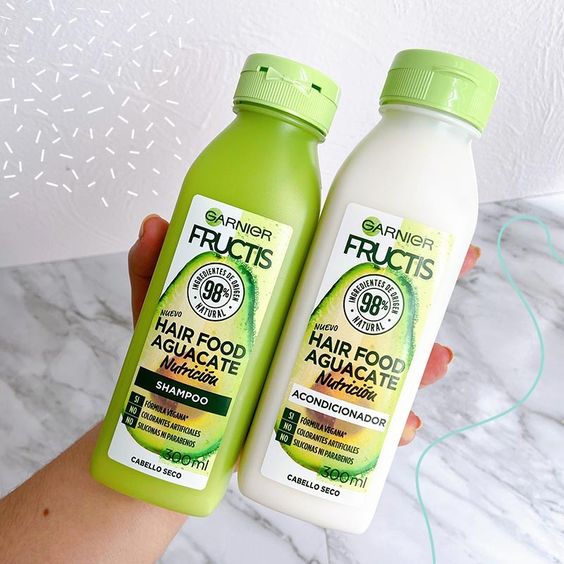 GARNIER
FRUCTIS
INGREDIENTES DE ORIGEN
98%
NATURAL
NUEVO
HAIR FOOD
AGUACATE
Nutrición
SHAMPOO
SI FÓRMULA VEGANA*
NO COLORANTES ARTIFICIALES
NO SILICONAS NI PARABENOS
300ml
CABELLO SECO
GARNIER
FRUCTIS
INGREDIENTES DE ORIGEN
98%
NATURAL
NUEVO
HAIR FOOD
AGUACATE
Nutrición
ACONDICIONADOR
SI FÓRMULA VEGANA*
NO COLORANTES ARTIFICIALES
NO SILICONAS NI PARABENOS
300ml
CABELLO SECO